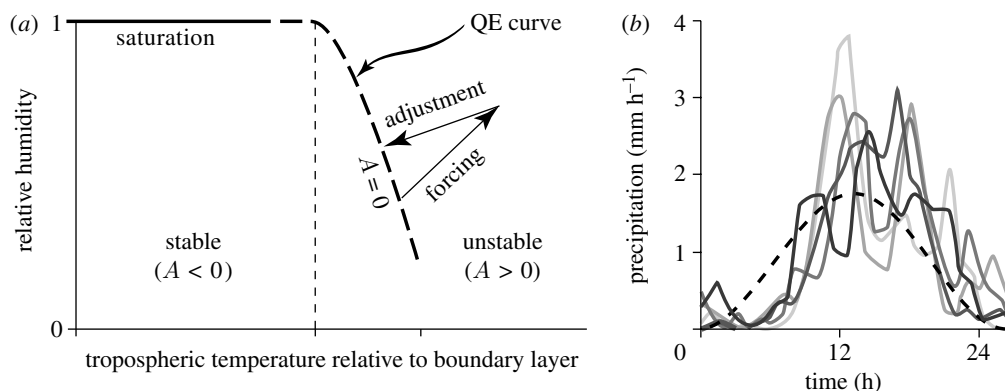 (a)
1
saturation
QE curve
adjustment
forcing
A = 0
relative humidity
stable
(A < 0)
unstable
(A > 0)
0
tropospheric temperature relative to boundary layer
(b)
4
3
2
1
0
precipitation (mm h⁻¹)
12
24
time (h)